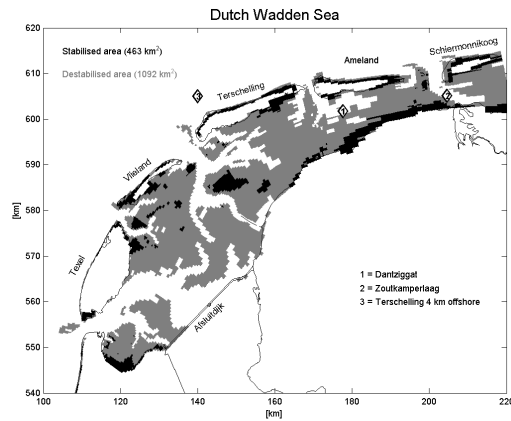 Dutch Wadden Sea
Stabilised area (463 km²)
Destabilised area (1092 km²)
Schiermonnikoog
Ameland
Terschelling
Vlieland
Texel
Afsluitdijk
3
1
2
1 = Dantziggat
2 = Zoutkamperlaag
3 = Terschelling 4 km offshore
620
610
600
590
580
570
560
550
540
[km]
100
120
140
160
180
200
220
[km]